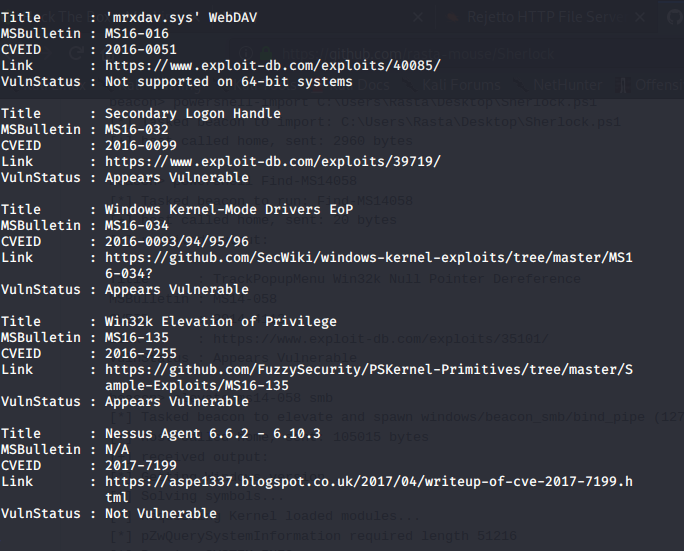 Title      : 'mrxdav.sys' WebDAV
MSBulletin : MS16-016
CVEID      : 2016-0051
Link       : https://www.exploit-db.com/exploits/40085/
VulnStatus : Not supported on 64-bit systems
Title      : Secondary Logon Handle
MSBulletin : MS16-032
CVEID      : 2016-0099
Link       : https://www.exploit-db.com/exploits/39719/
VulnStatus : Appears Vulnerable
Title      : Windows Kernel-Mode Drivers EoP
MSBulletin : MS16-034
CVEID      : 2016-0093/94/95/96
Link       : https://github.com/SecWiki/windows-kernel-exploits/tree/master/MS1
6-034?
VulnStatus : Appears Vulnerable
Title      : Win32k Elevation of Privilege
MSBulletin : MS16-135
CVEID      : 2016-7255
Link       : https://github.com/FuzzySecurity/PSKernel-Primitives/tree/master/S
ample-Exploits/MS16-135
VulnStatus : Appears Vulnerable
Title      : Nessus Agent 6.6.2 - 6.10.3
MSBulletin : N/A
CVEID      : 2017-7199
Link       : https://aspe1337.blogspot.co.uk/2017/04/writeup-of-cve-2017-7199.h
tml
VulnStatus : Not Vulnerable